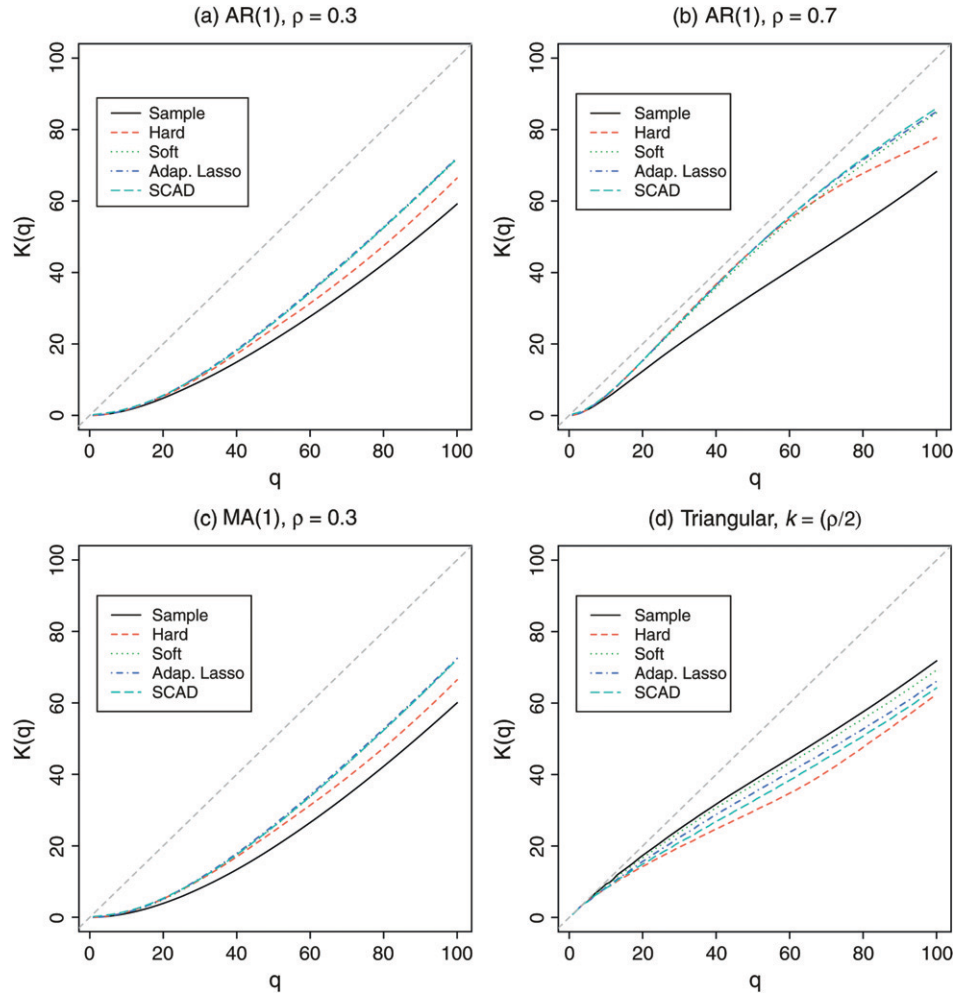 (a) AR(1), ρ = 0.3
K(q)
100
80
60
40
20
0
Sample
Hard
Soft
Adap. Lasso
SCAD
0 20 40 60 80 100
q
(b) AR(1), ρ = 0.7
K(q)
100
80
60
40
20
0
Sample
Hard
Soft
Adap. Lasso
SCAD
0 20 40 60 80 100
q
(c) MA(1), ρ = 0.3
K(q)
100
80
60
40
20
0
Sample
Hard
Soft
Adap. Lasso
SCAD
0 20 40 60 80 100
q
(d) Triangular, k = (ρ/2)
K(q)
100
80
60
40
20
0
Sample
Hard
Soft
Adap. Lasso
SCAD
0 20 40 60 80 100
q